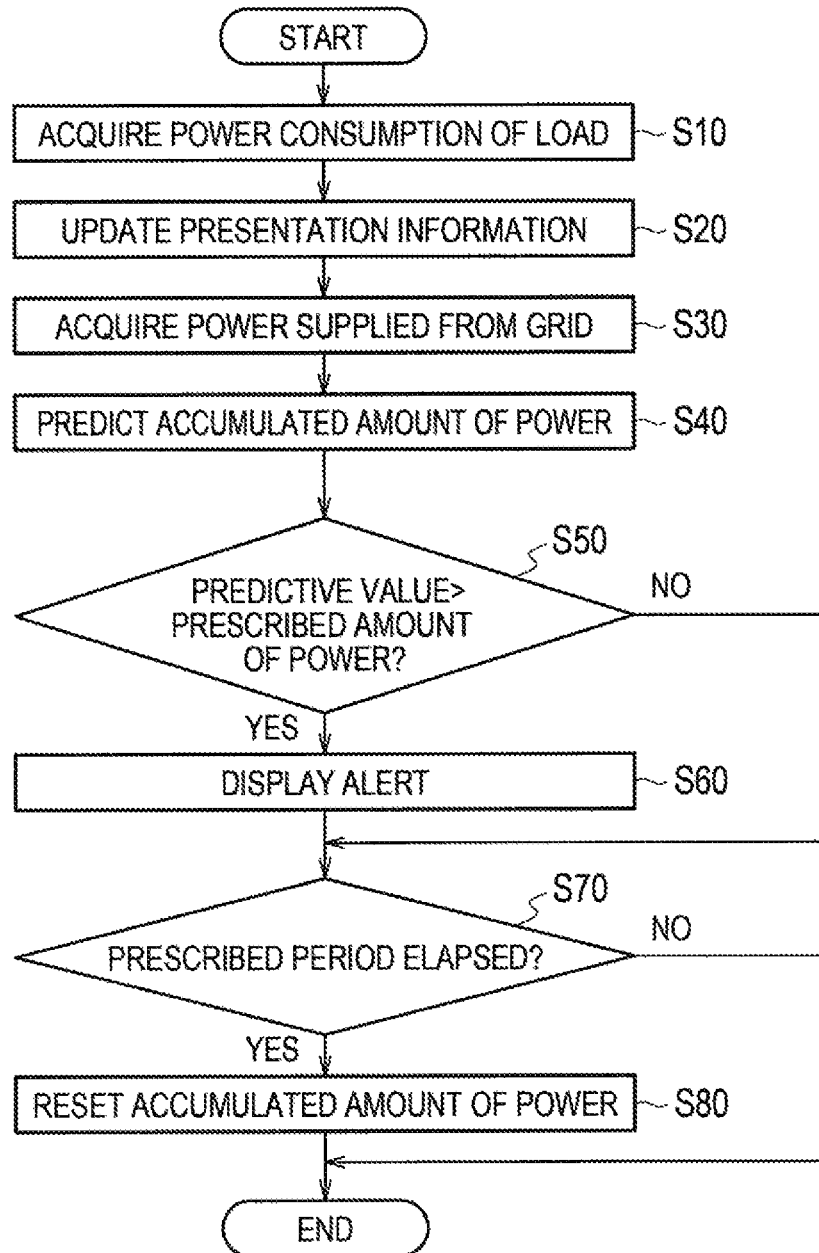 START
ACQUIRE POWER CONSUMPTION OF LOAD
S10
UPDATE PRESENTATION INFORMATION
S20
ACQUIRE POWER SUPPLIED FROM GRID
S30
PREDICT ACCUMULATED AMOUNT OF POWER
S40
S50
PREDICTIVE VALUE>
PRESCRIBED AMOUNT
OF POWER?
NO
YES
DISPLAY ALERT
S60
S70
PRESCRIBED PERIOD ELAPSED?
NO
YES
RESET ACCUMULATED AMOUNT OF POWER
S80
END